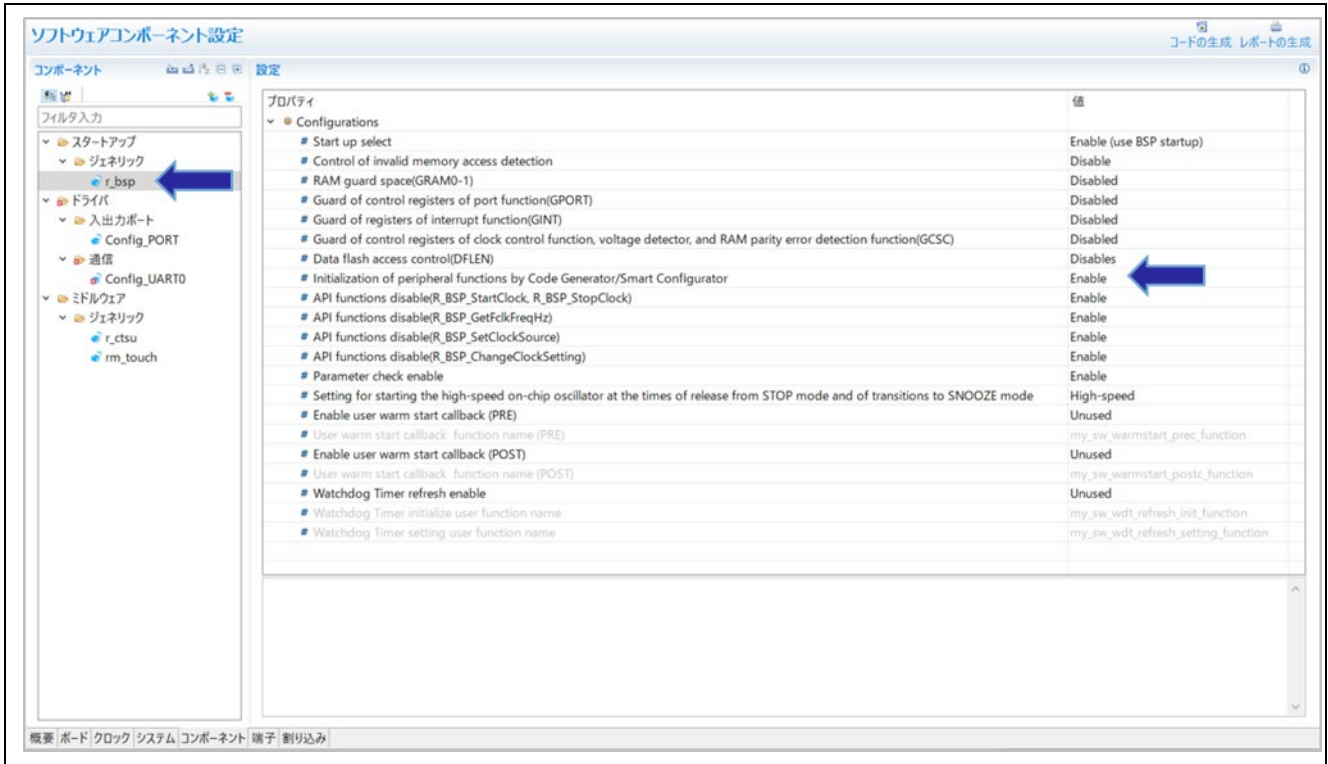 ソフトウェアコンポーネント設定
コードの生成 レポートの生成
コンポーネント
設定
フィルタ入力
スタートアップ
ジェネリック
r_bsp
ドライバ
入出力ポート
Config_PORT
通信
Config_UART0
ミドルウェア
ジェネリック
r_ctsu
rm_touch
プロパティ 値
Configurations
# Start up select Enable (use BSP startup)
# Control of invalid memory access detection Disable
# RAM guard space(GRAM0-1) Disabled
# Guard of control registers of port function(GPORT) Disabled
# Guard of registers of interrupt function(GINT) Disabled
# Guard of control registers of clock control function, voltage detector, and RAM parity error detection function(GCSC) Disabled
# Data flash access control(DFLEN) Disables
# Initialization of peripheral functions by Code Generator/Smart Configurator Enable
# API functions disable(R_BSP_StartClock, R_BSP_StopClock) Enable
# API functions disable(R_BSP_GetFclkFreqHz) Enable
# API functions disable(R_BSP_SetClockSource) Enable
# API functions disable(R_BSP_ChangeClockSetting) Enable
# Parameter check enable Enable
# Setting for starting the high-speed on-chip oscillator at the times of release from STOP mode and of transitions to SNOOZE mode High-speed
# Enable user warm start callback (PRE) Unused
# User warm start callback function name (PRE) my_sw_warmstart_prec_function
# Enable user warm start callback (POST) Unused
# User warm start callback function name (POST) my_sw_warmstart_postc_function
# Watchdog Timer refresh enable Unused
# Watchdog Timer initialize user function name my_sw_wdt_refresh_init_function
# Watchdog Timer setting user function name my_sw_wdt_refresh_setting_function
概要 ボード クロック システム コンポーネント 端子 割り込み